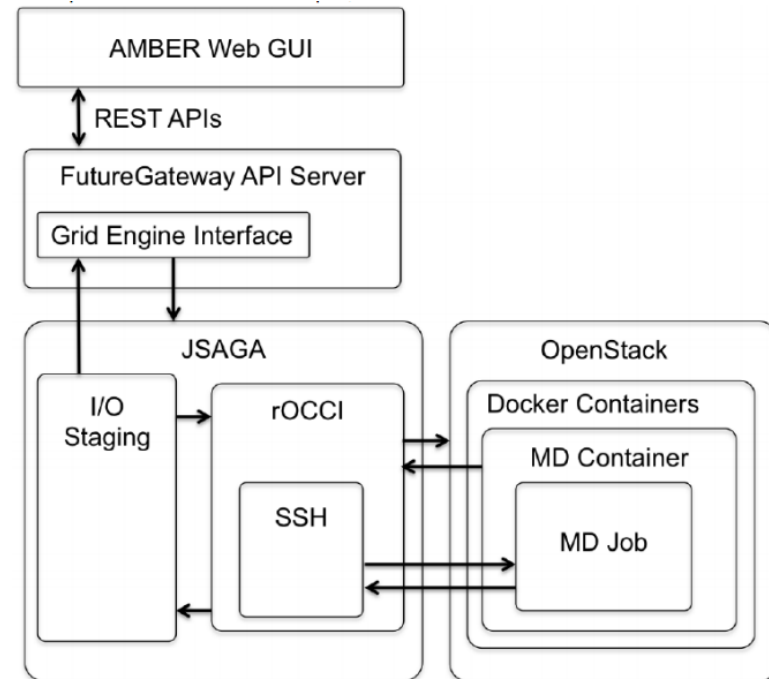 AMBER Web GUI
REST APIs
FutureGateway API Server
Grid Engine Interface
JSAGA
OpenStack
I/O
Staging
rOCCI
Docker Containers
MD Container
SSH
MD Job